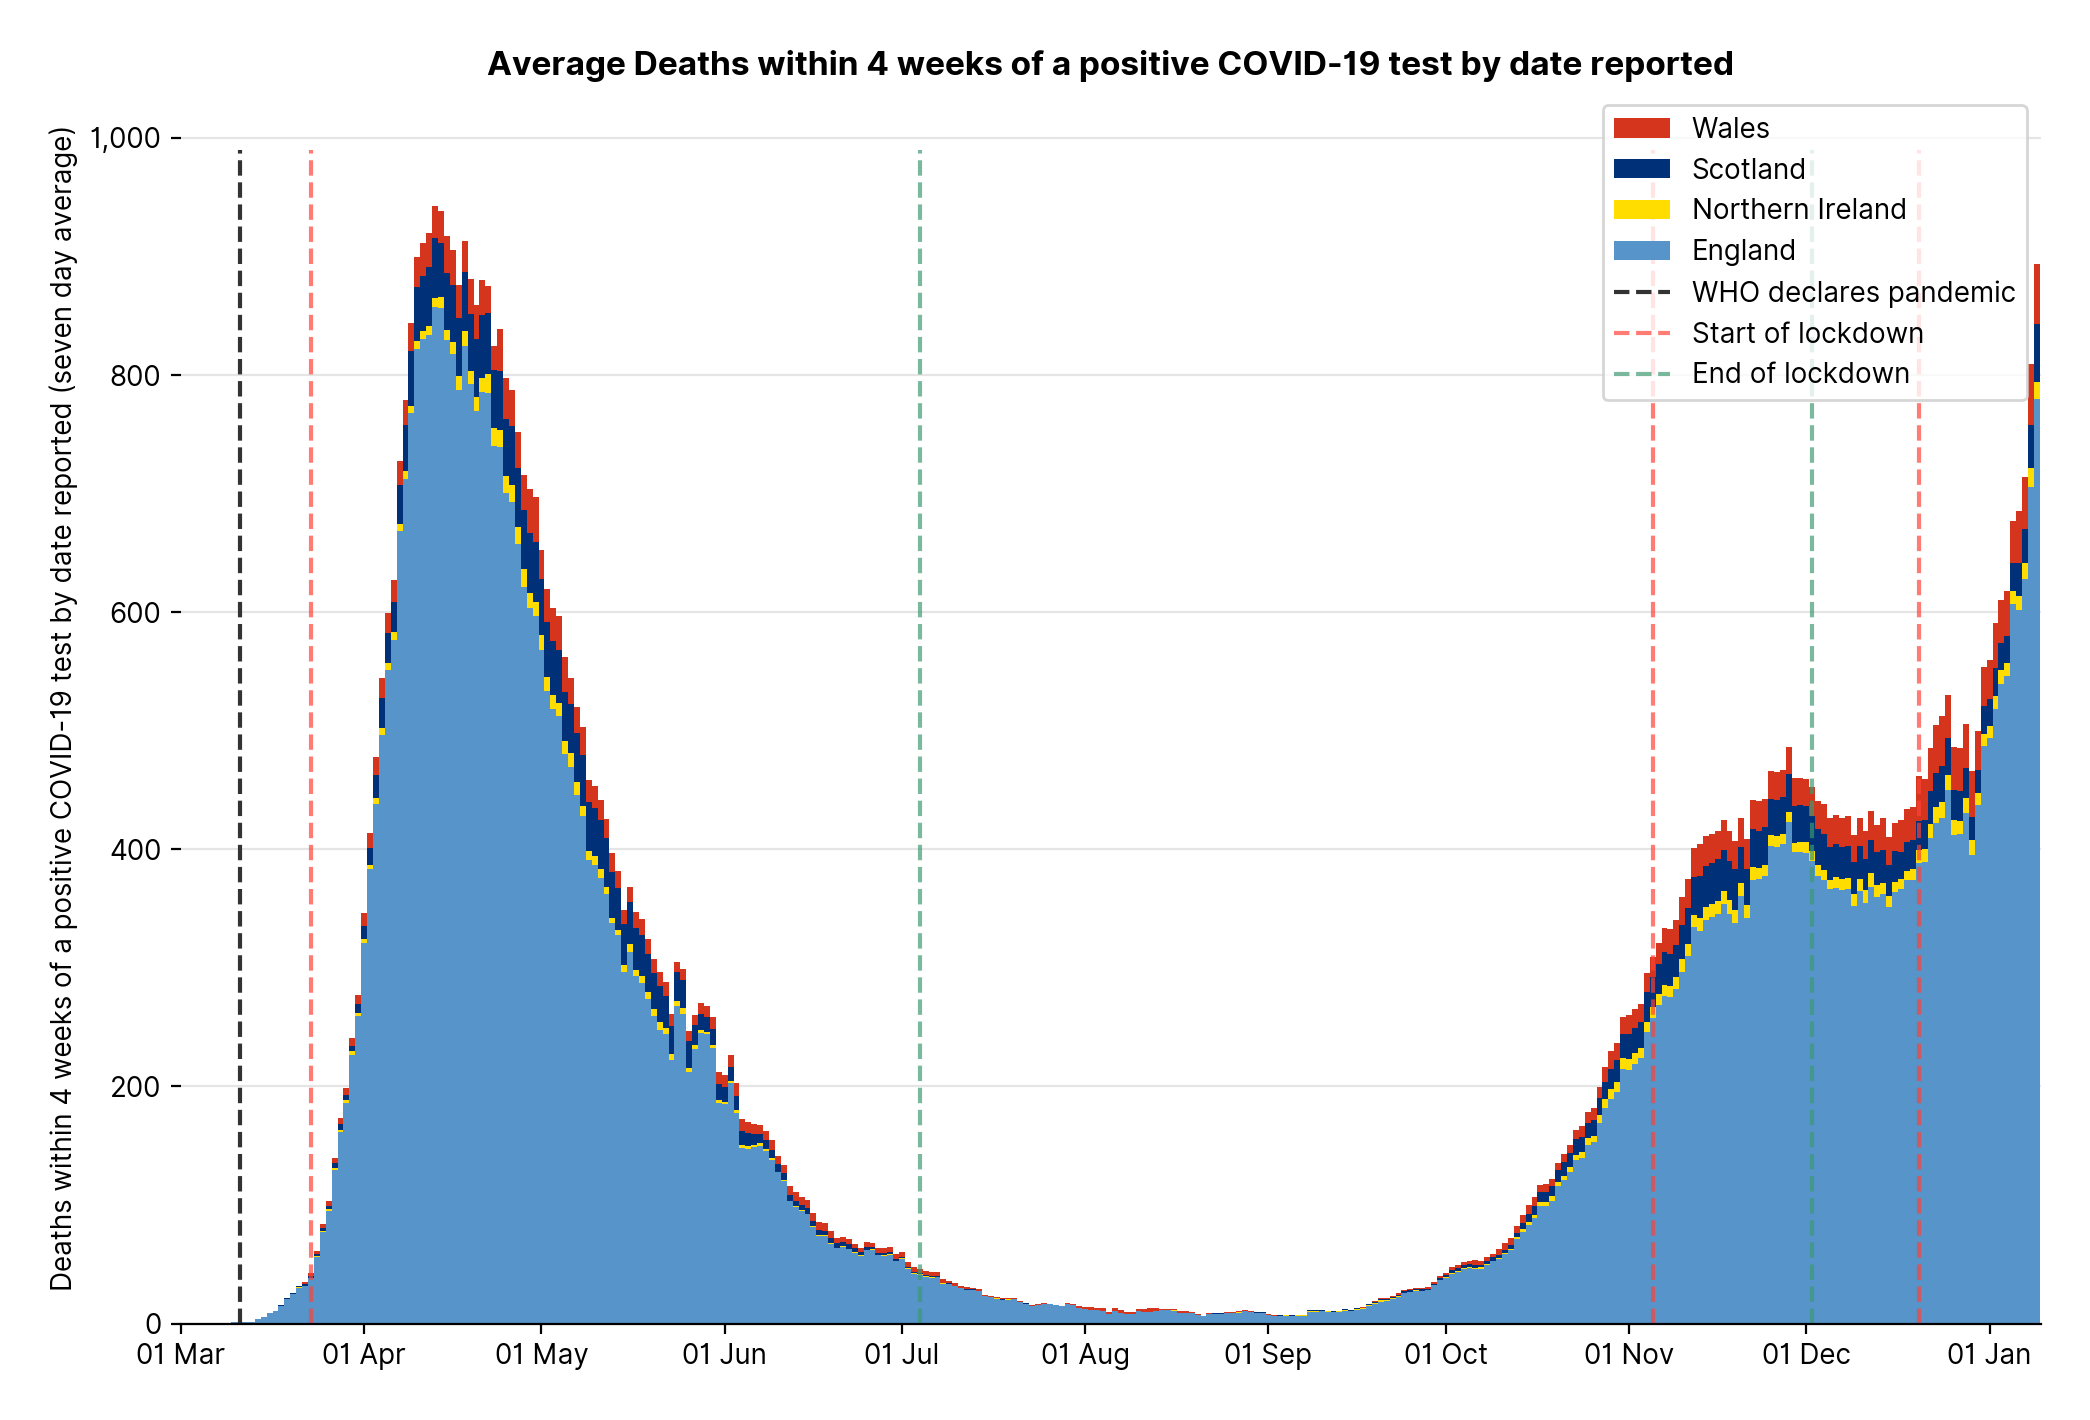 Average Deaths within 4 weeks of a positive COVID-19 test by date reported
Deaths within 4 weeks of a positive COVID-19 test by date reported (seven day average)
1,000
800
600
400
200
0
Wales
Scotland
Northern Ireland
England
WHO declares pandemic
Start of lockdown
End of lockdown
01 Mar
01 Apr
01 May
01 Jun
01 Jul
01 Aug
01 Sep
01 Oct
01 Nov
01 Dec
01 Jan